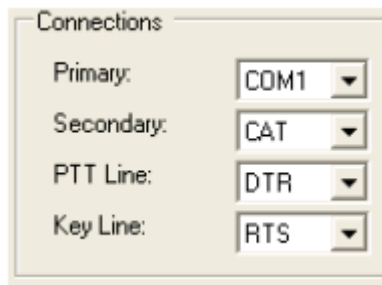 Connections
Primary: COM1
Secondary: CAT
PTT Line: DTR
Key Line: RTS